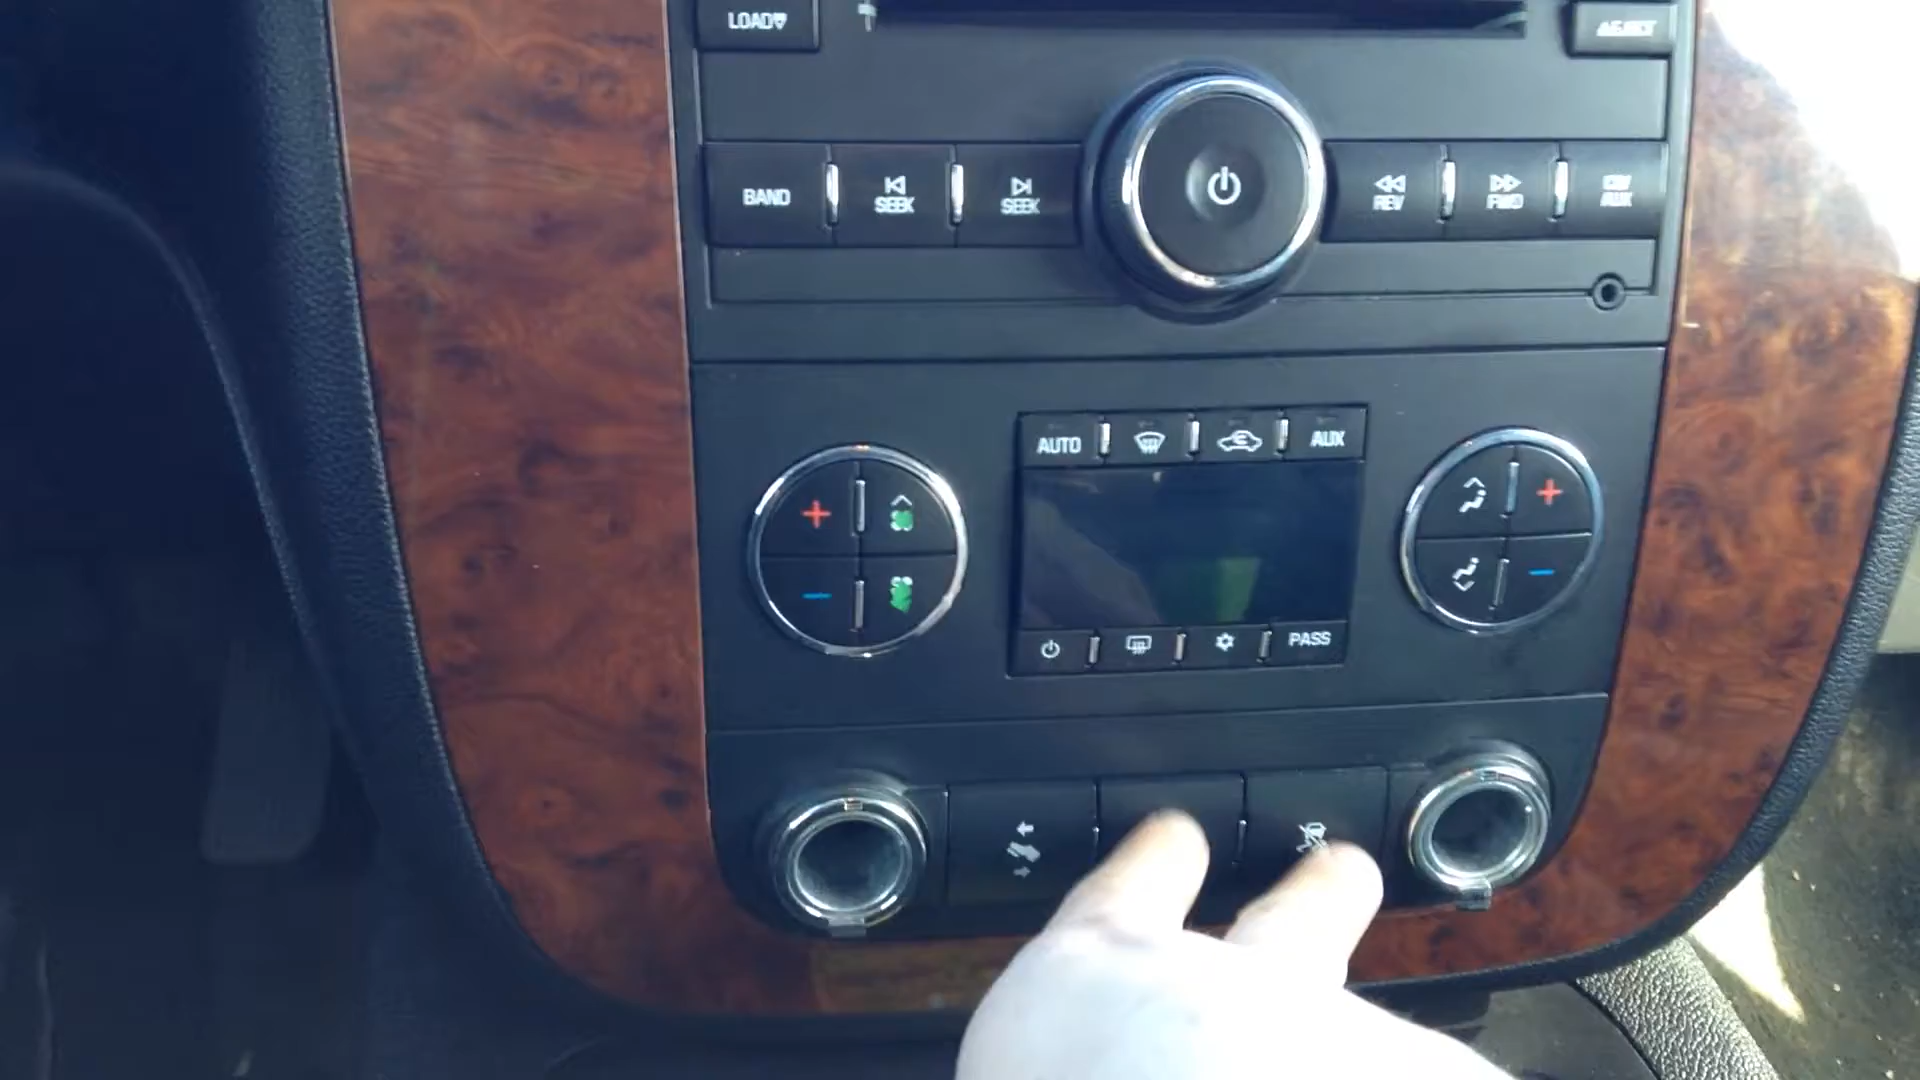 LOAD
BAND
SEEK
SEEK
REV
FWD
AUTO
AUX
PASS